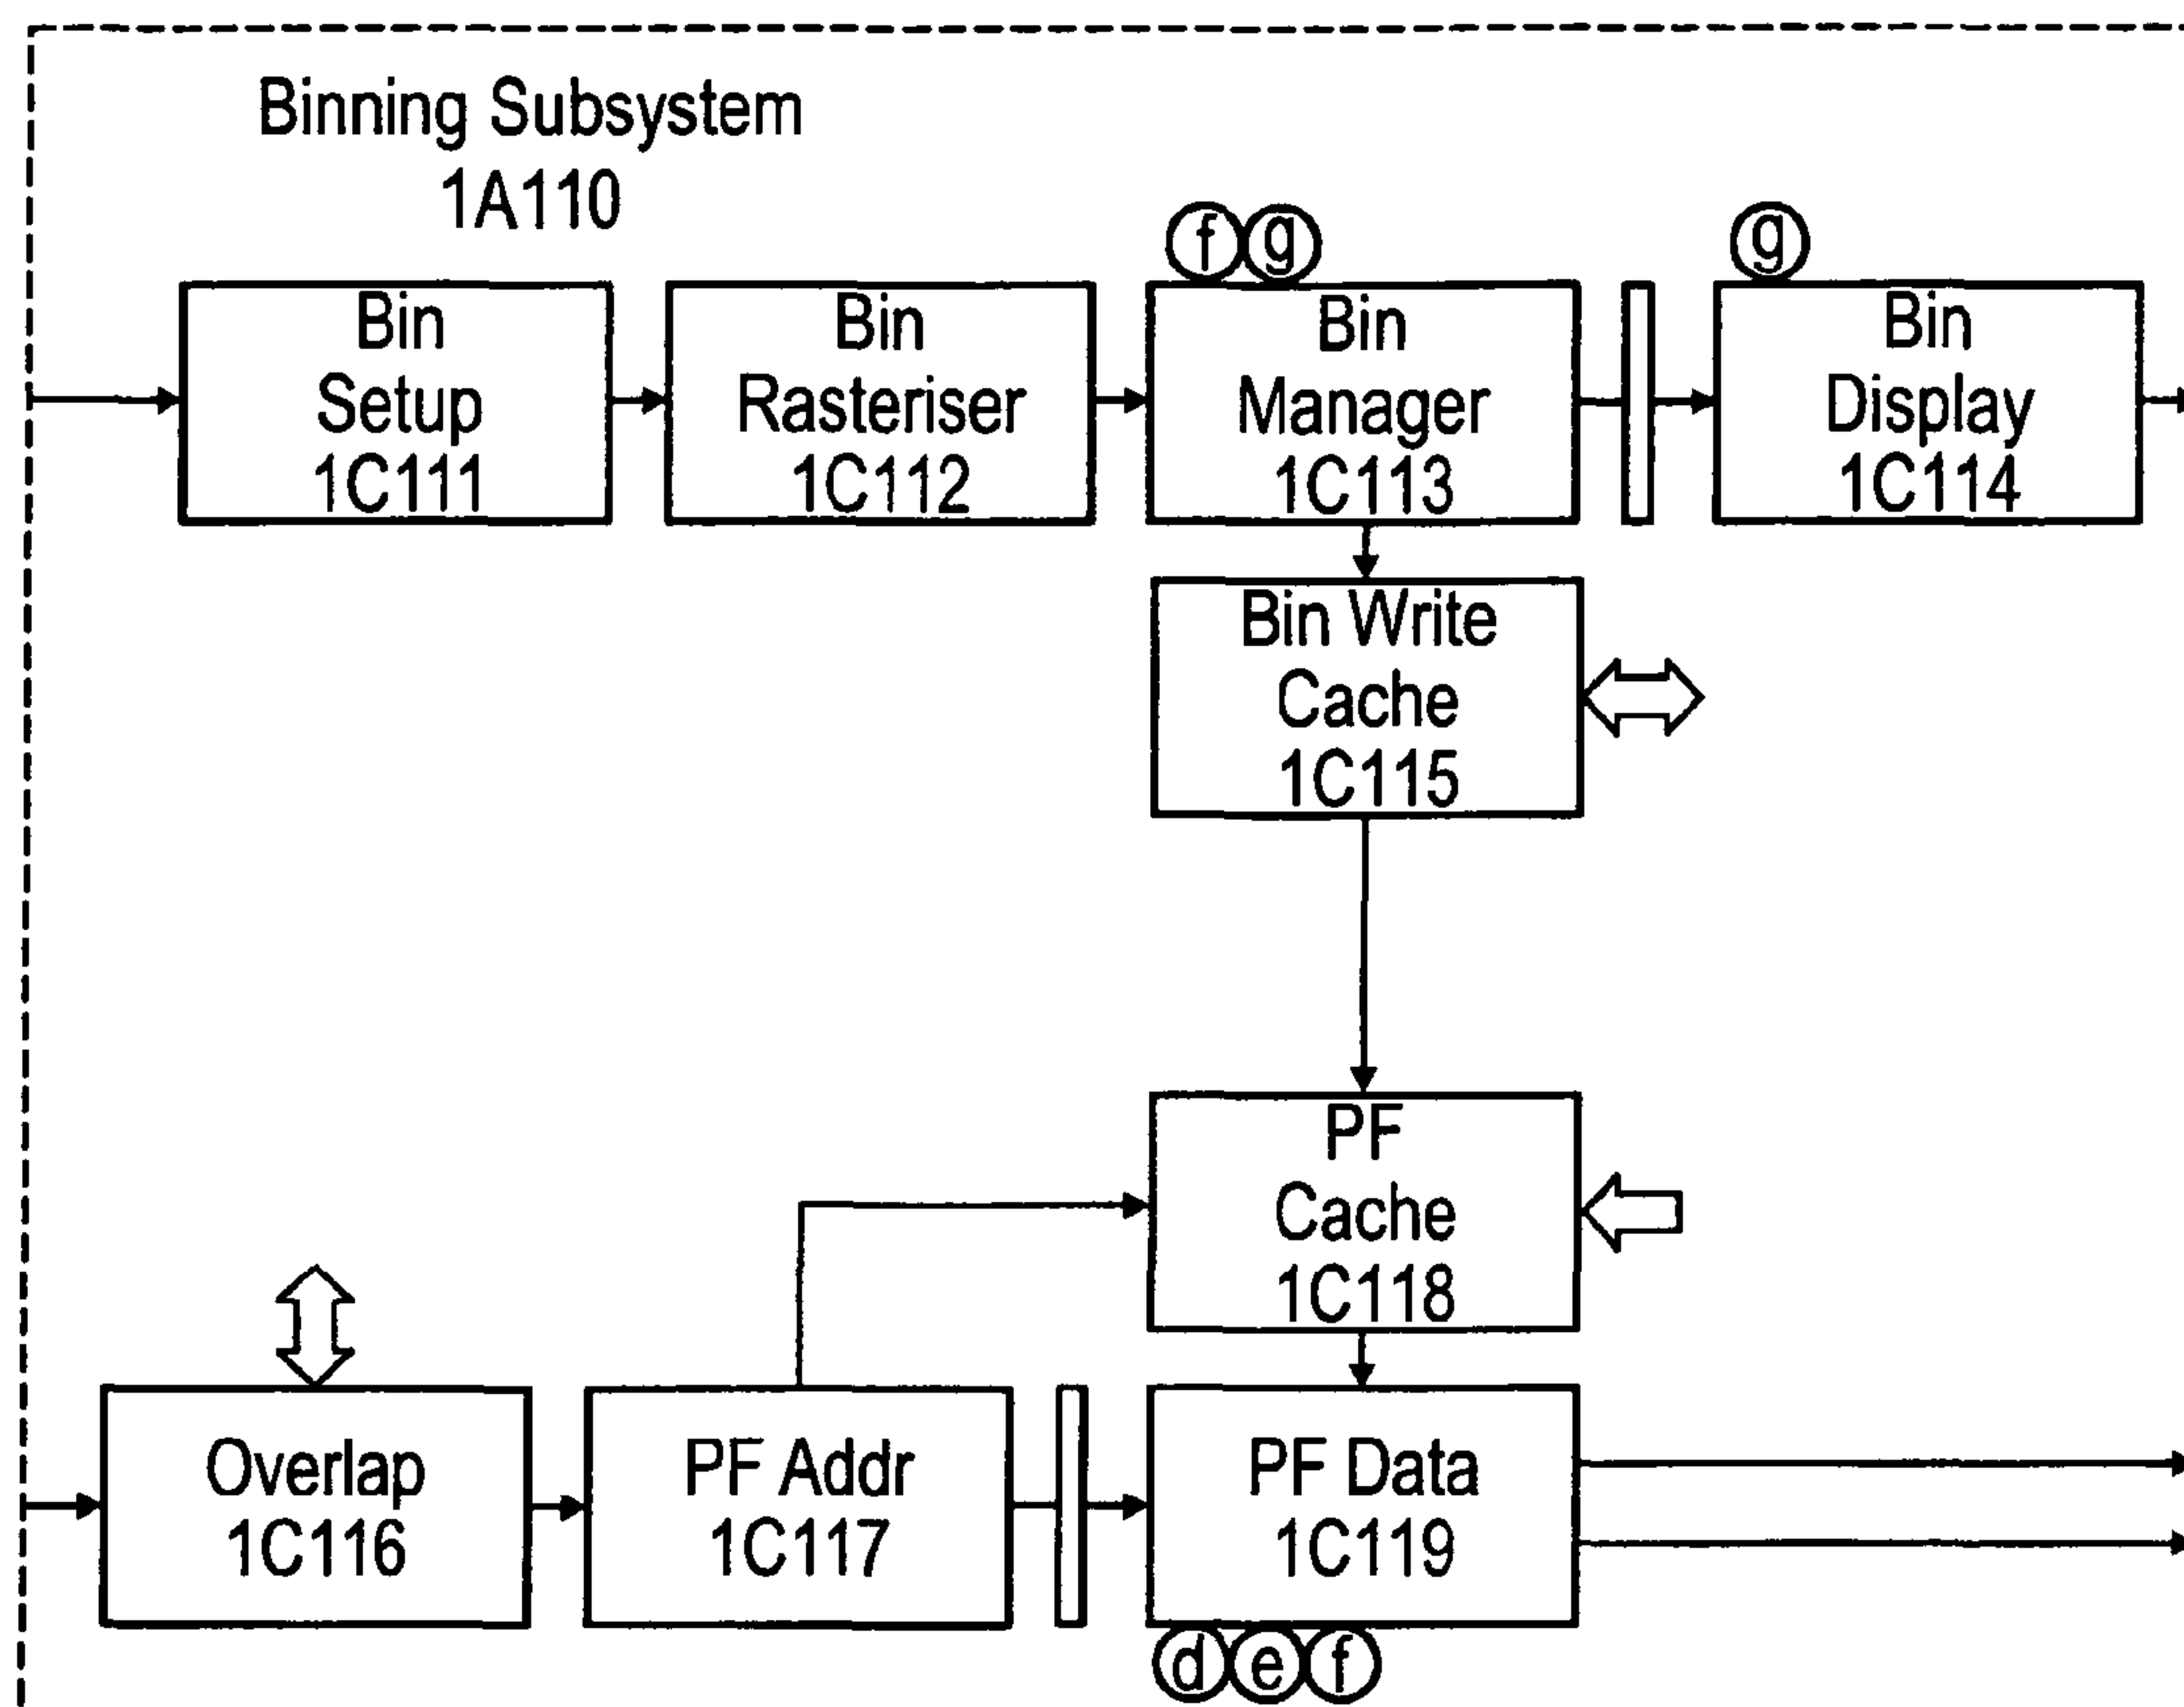 Binning Subsystem
1A110
f g
g
Bin
Setup
1C111
Bin
Rasteriser
1C112
Bin
Manager
1C113
Bin
Display
1C114
Bin Write
Cache
1C115
PF
Cache
1C118
Overlap
1C116
PF Addr
1C117
PF Data
1C119
d e f